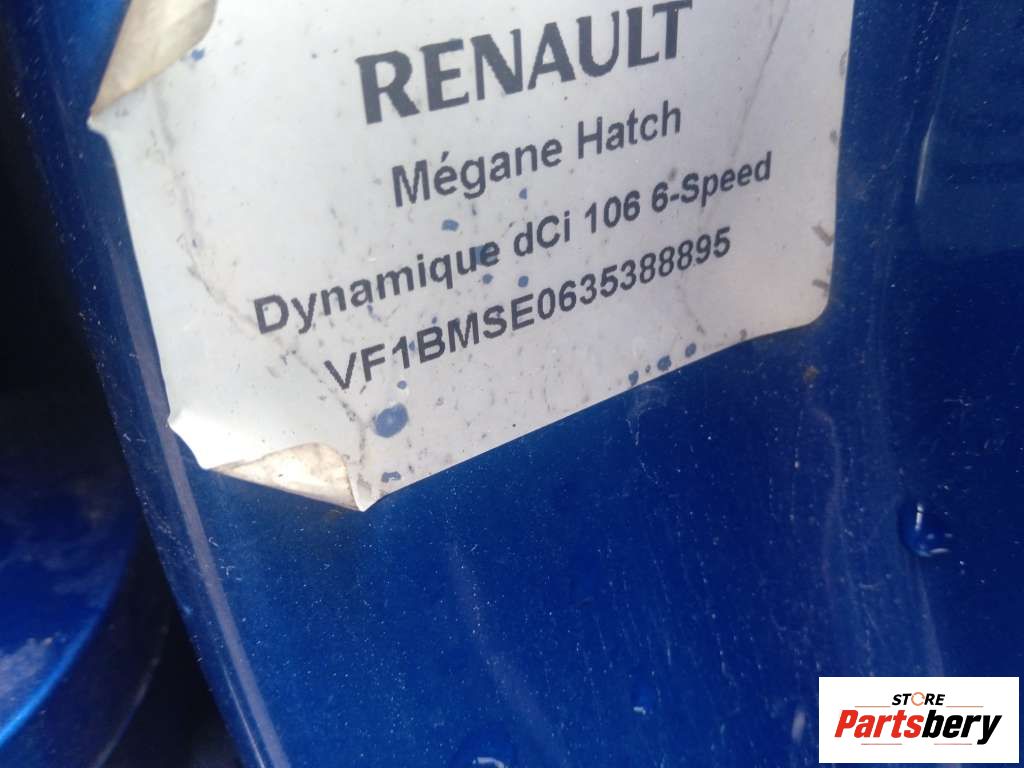 RENAULT
Mégane Hatch
Dynamique dCi 106 6-Speed
VF1BMSE0635388895
STORE
Partsbery